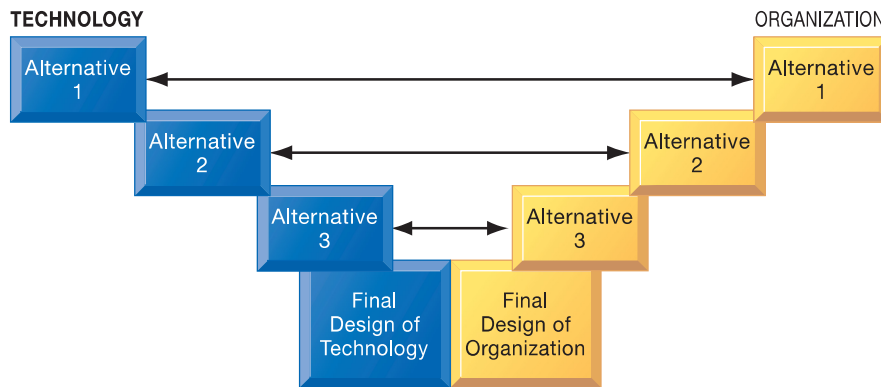 TECHNOLOGY
ORGANIZATION
Alternative
1
Alternative
1
Alternative
2
Alternative
2
Alternative
3
Alternative
3
Final
Design of
Technology
Final
Design of
Organization